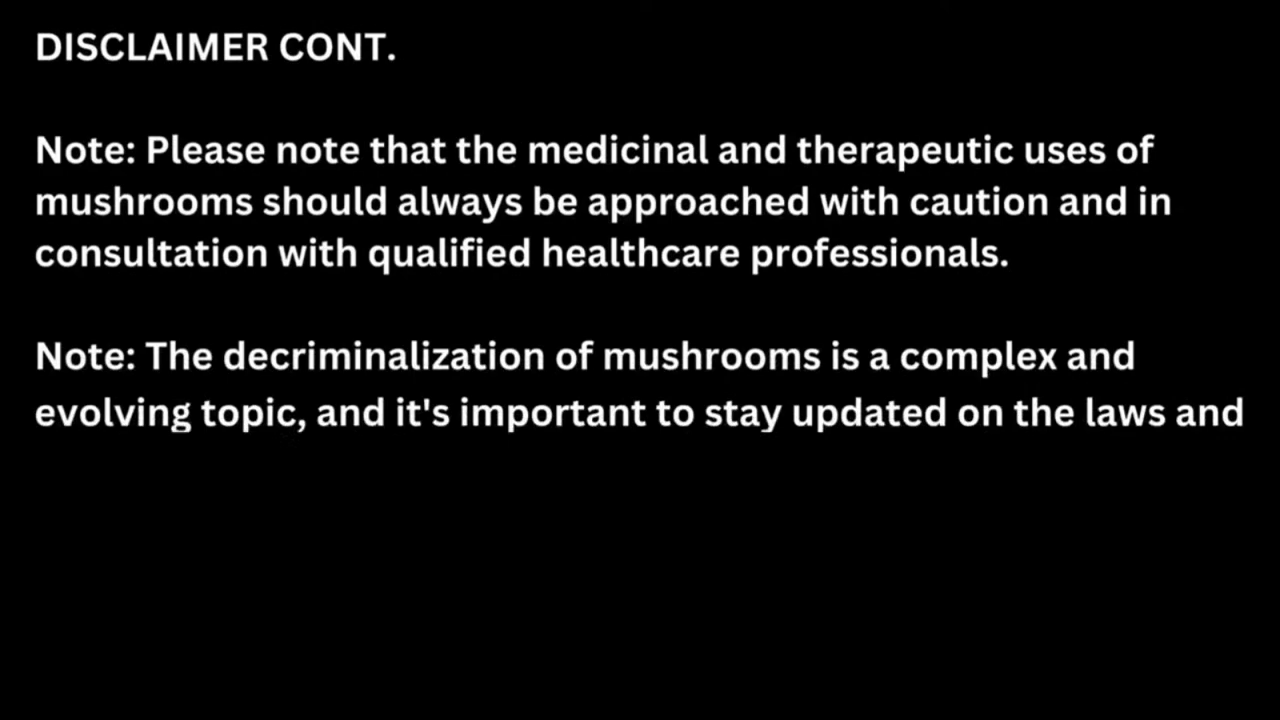 DISCLAIMER CONT.
Note: Please note that the medicinal and therapeutic uses of
mushrooms should always be approached with caution and in
consultation with qualified healthcare professionals.
Note: The decriminalization of mushrooms is a complex and
evolving topic, and it's important to stay updated on the laws and